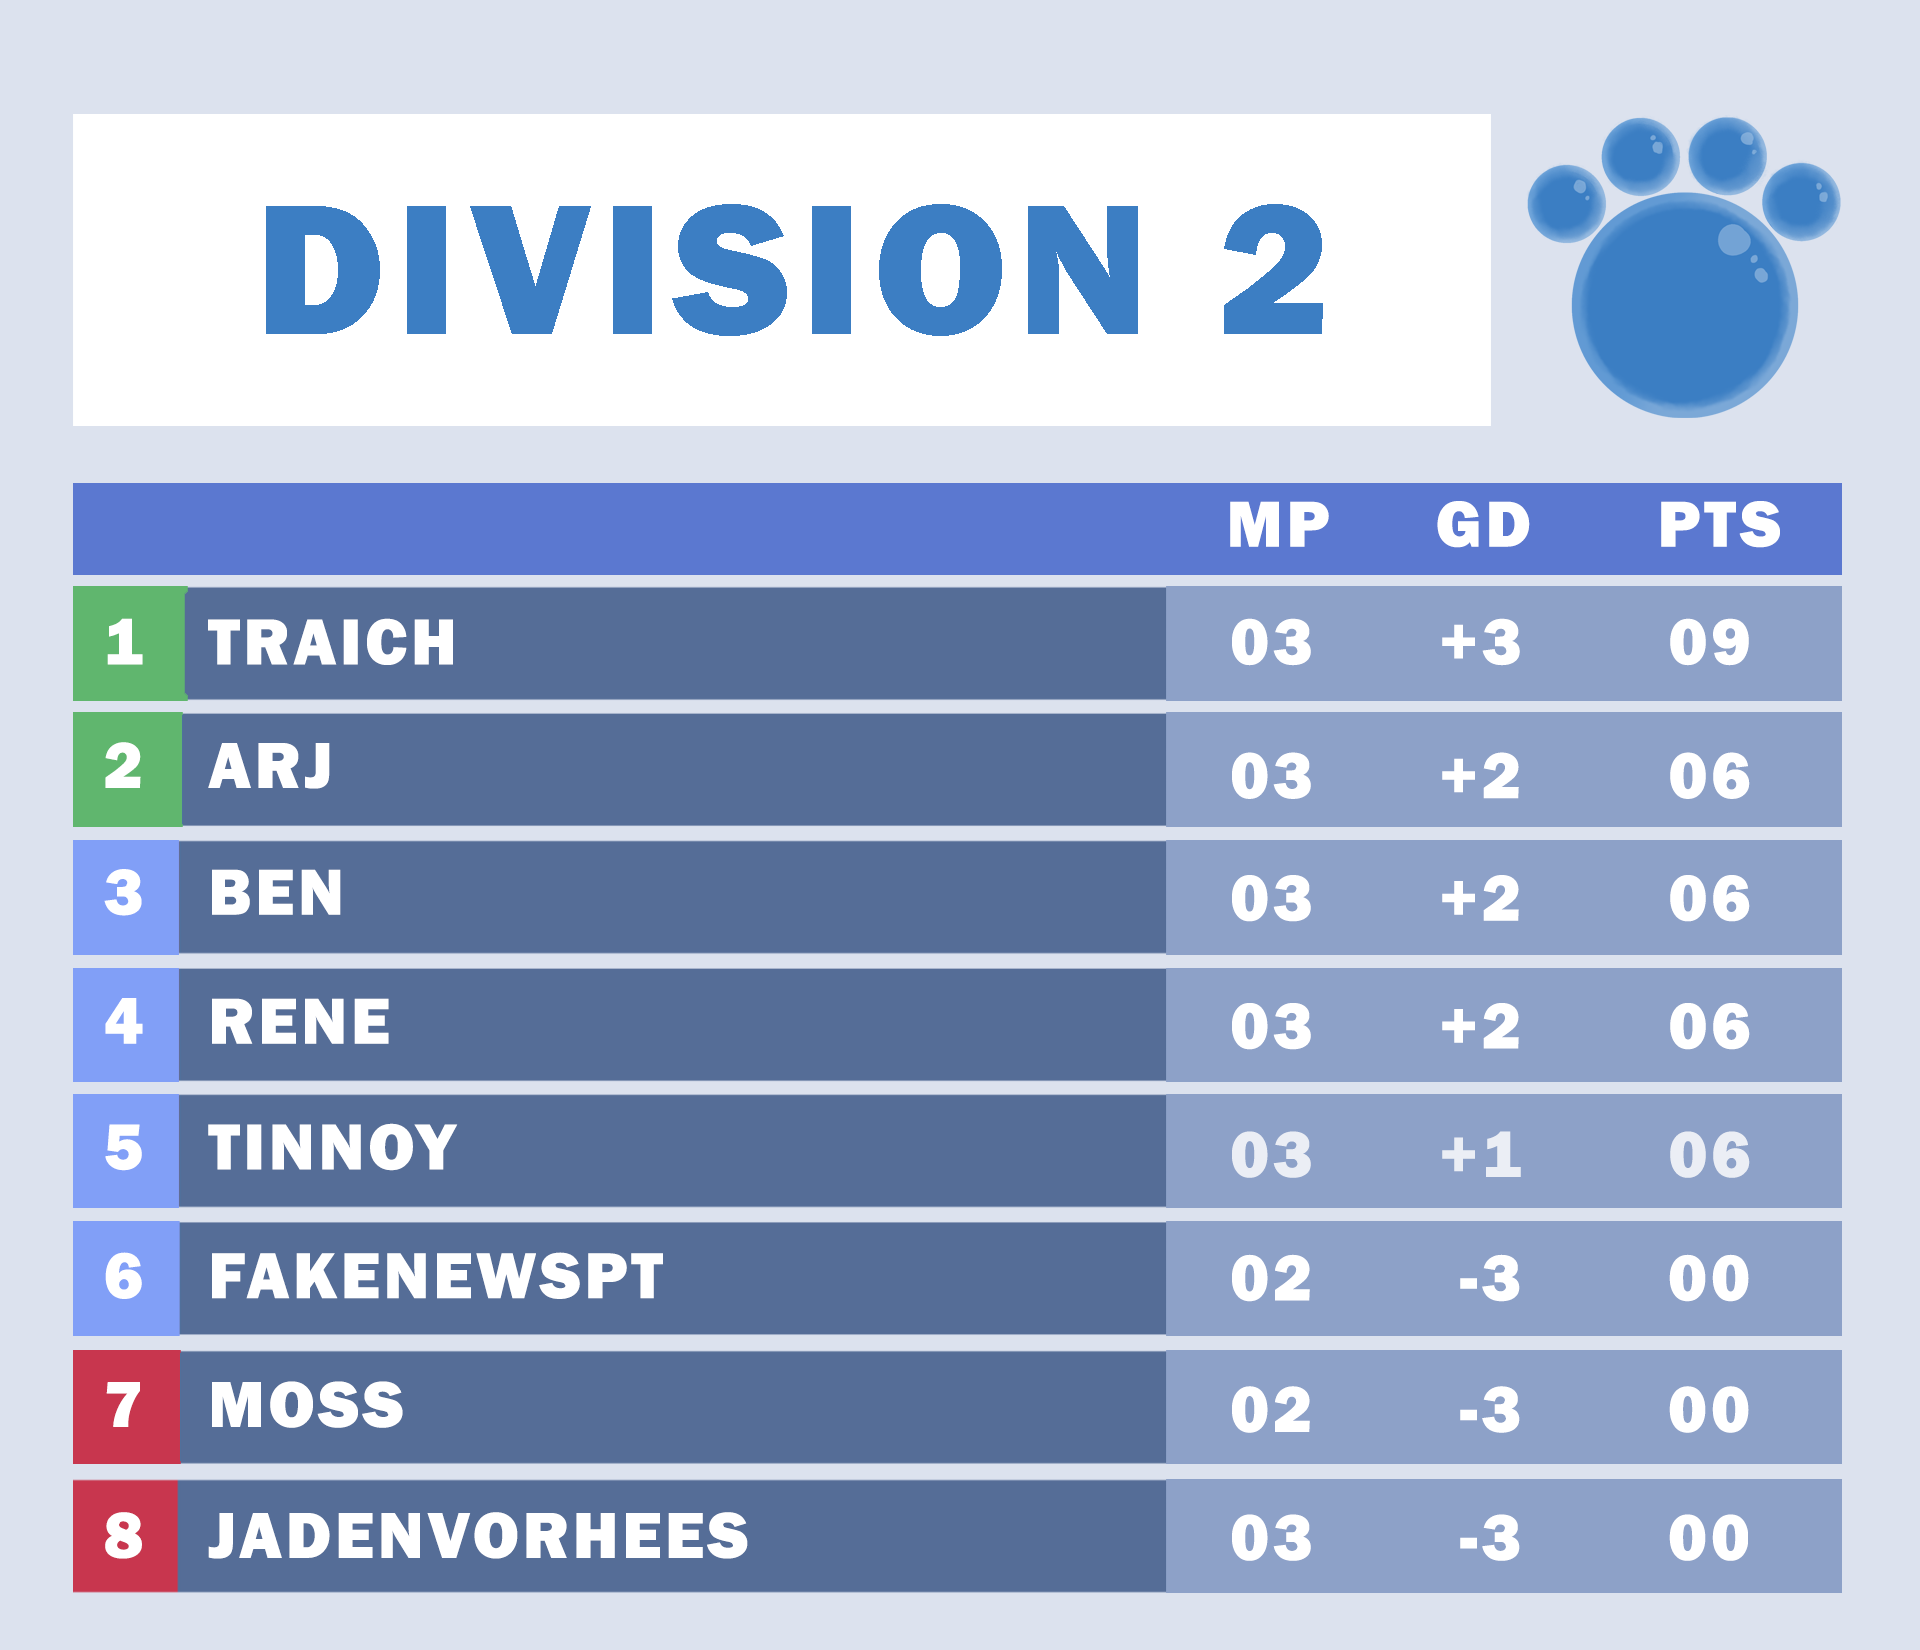 DIVISION 2
MP GD PTS
1 TRAICH 03 +3 09
2 ARJ 03 +2 06
3 BEN 03 +2 06
4 RENE 03 +2 06
5 TINNOY 03 +1 06
6 FAKENEWSPT 02 -3 00
7 MOSS 02 -3 00
8 JADENVORHEES 03 -3 00